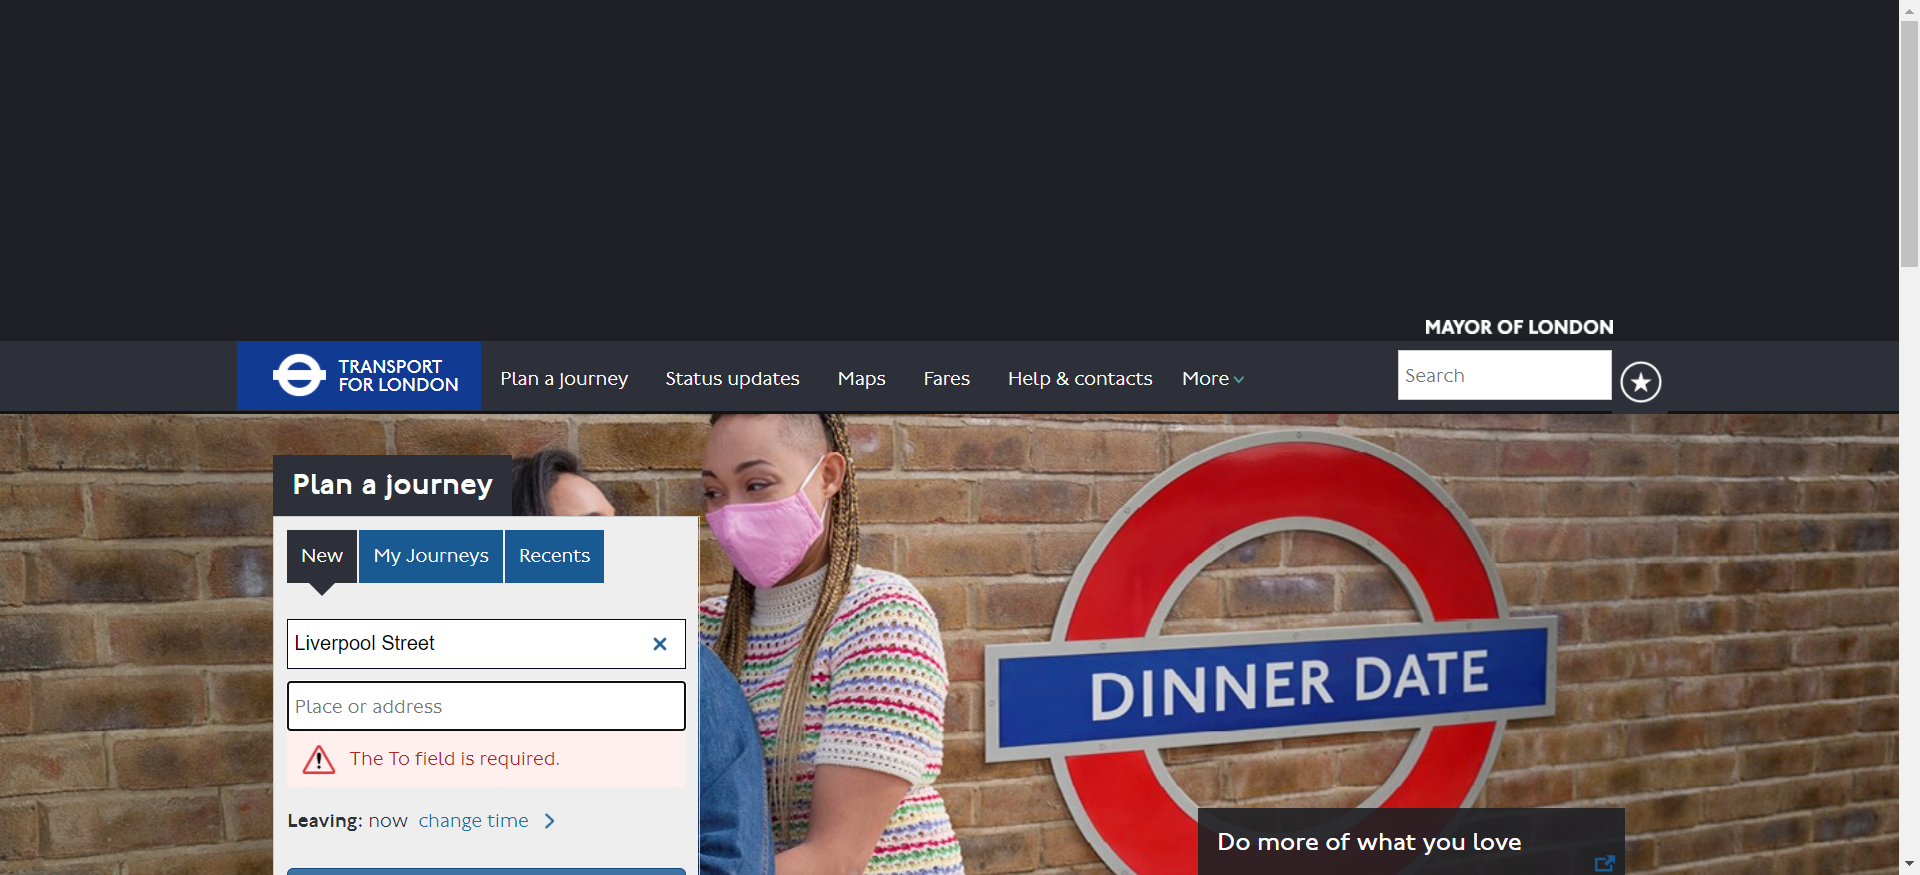 MAYOR OF LONDON
TRANSPORT
FOR LONDON
Plan a journey
Status updates
Maps
Fares
Help & contacts
More
Search
Plan a journey
New
My Journeys
Recents
Liverpool Street
Place or address
The To field is required.
Leaving: now change time
DINNER DATE
Do more of what you love